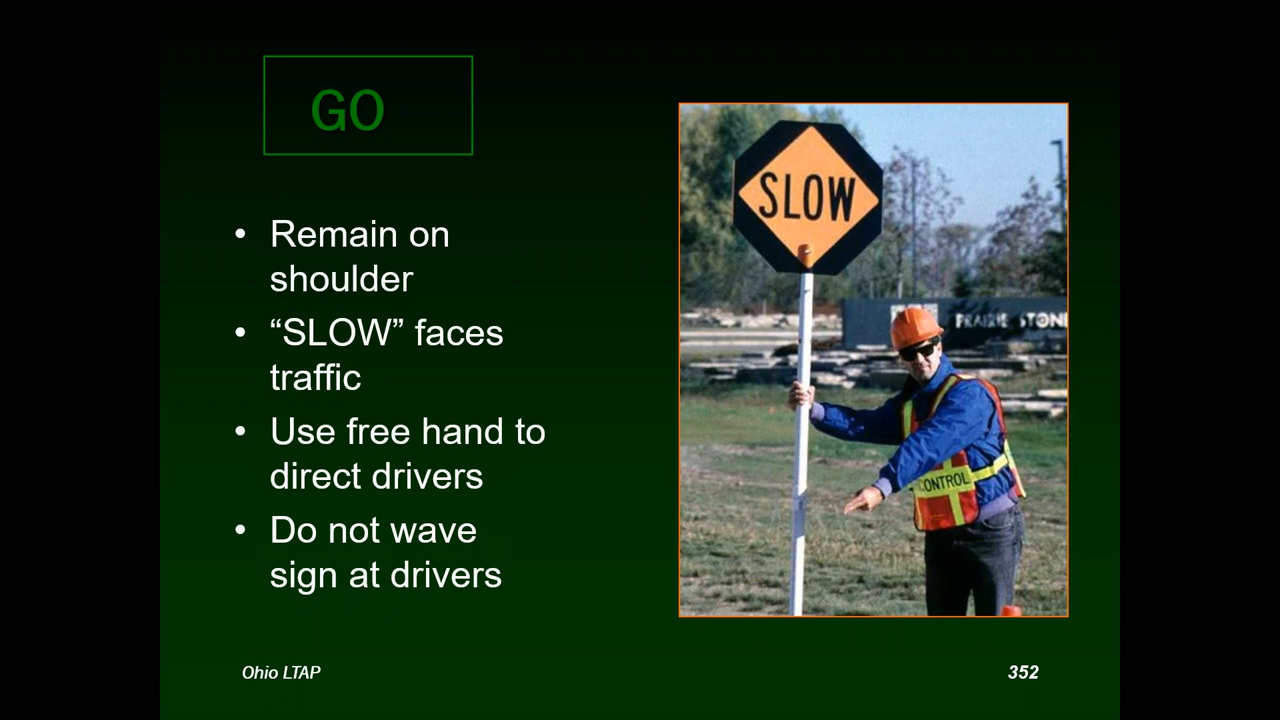 GO
• Remain on
shoulder
• “SLOW” faces
traffic
• Use free hand to
direct drivers
• Do not wave
sign at drivers
SLOW
PRAIRIE STONE
CONTROL
Ohio LTAP
352